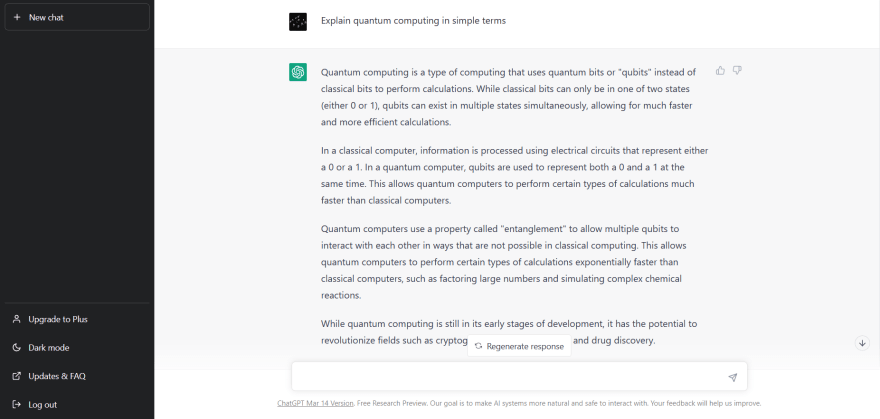 New chat
Explain quantum computing in simple terms
Quantum computing is a type of computing that uses quantum bits or "qubits" instead of
classical bits to perform calculations. While classical bits can only be in one of two states
(either 0 or 1), qubits can exist in multiple states simultaneously, allowing for much faster
and more efficient calculations.
In a classical computer, information is processed using electrical circuits that represent either
a 0 or a 1. In a quantum computer, qubits are used to represent both a 0 and a 1 at the
same time. This allows quantum computers to perform certain types of calculations much
faster than classical computers.
Quantum computers use a property called "entanglement" to allow multiple qubits to
interact with each other in ways that are not possible in classical computing. This allows
quantum computers to perform certain types of calculations exponentially faster than
classical computers, such as factoring large numbers and simulating complex chemical
reactions.
While quantum computing is still in its early stages of development, it has the potential to
revolutionize fields such as cryptog and drug discovery.
Regenerate response
Upgrade to Plus
Dark mode
Updates & FAQ
Log out
ChatGPT Mar 14 Version. Free Research Preview. Our goal is to make AI systems more natural and safe to interact with. Your feedback will help us improve.